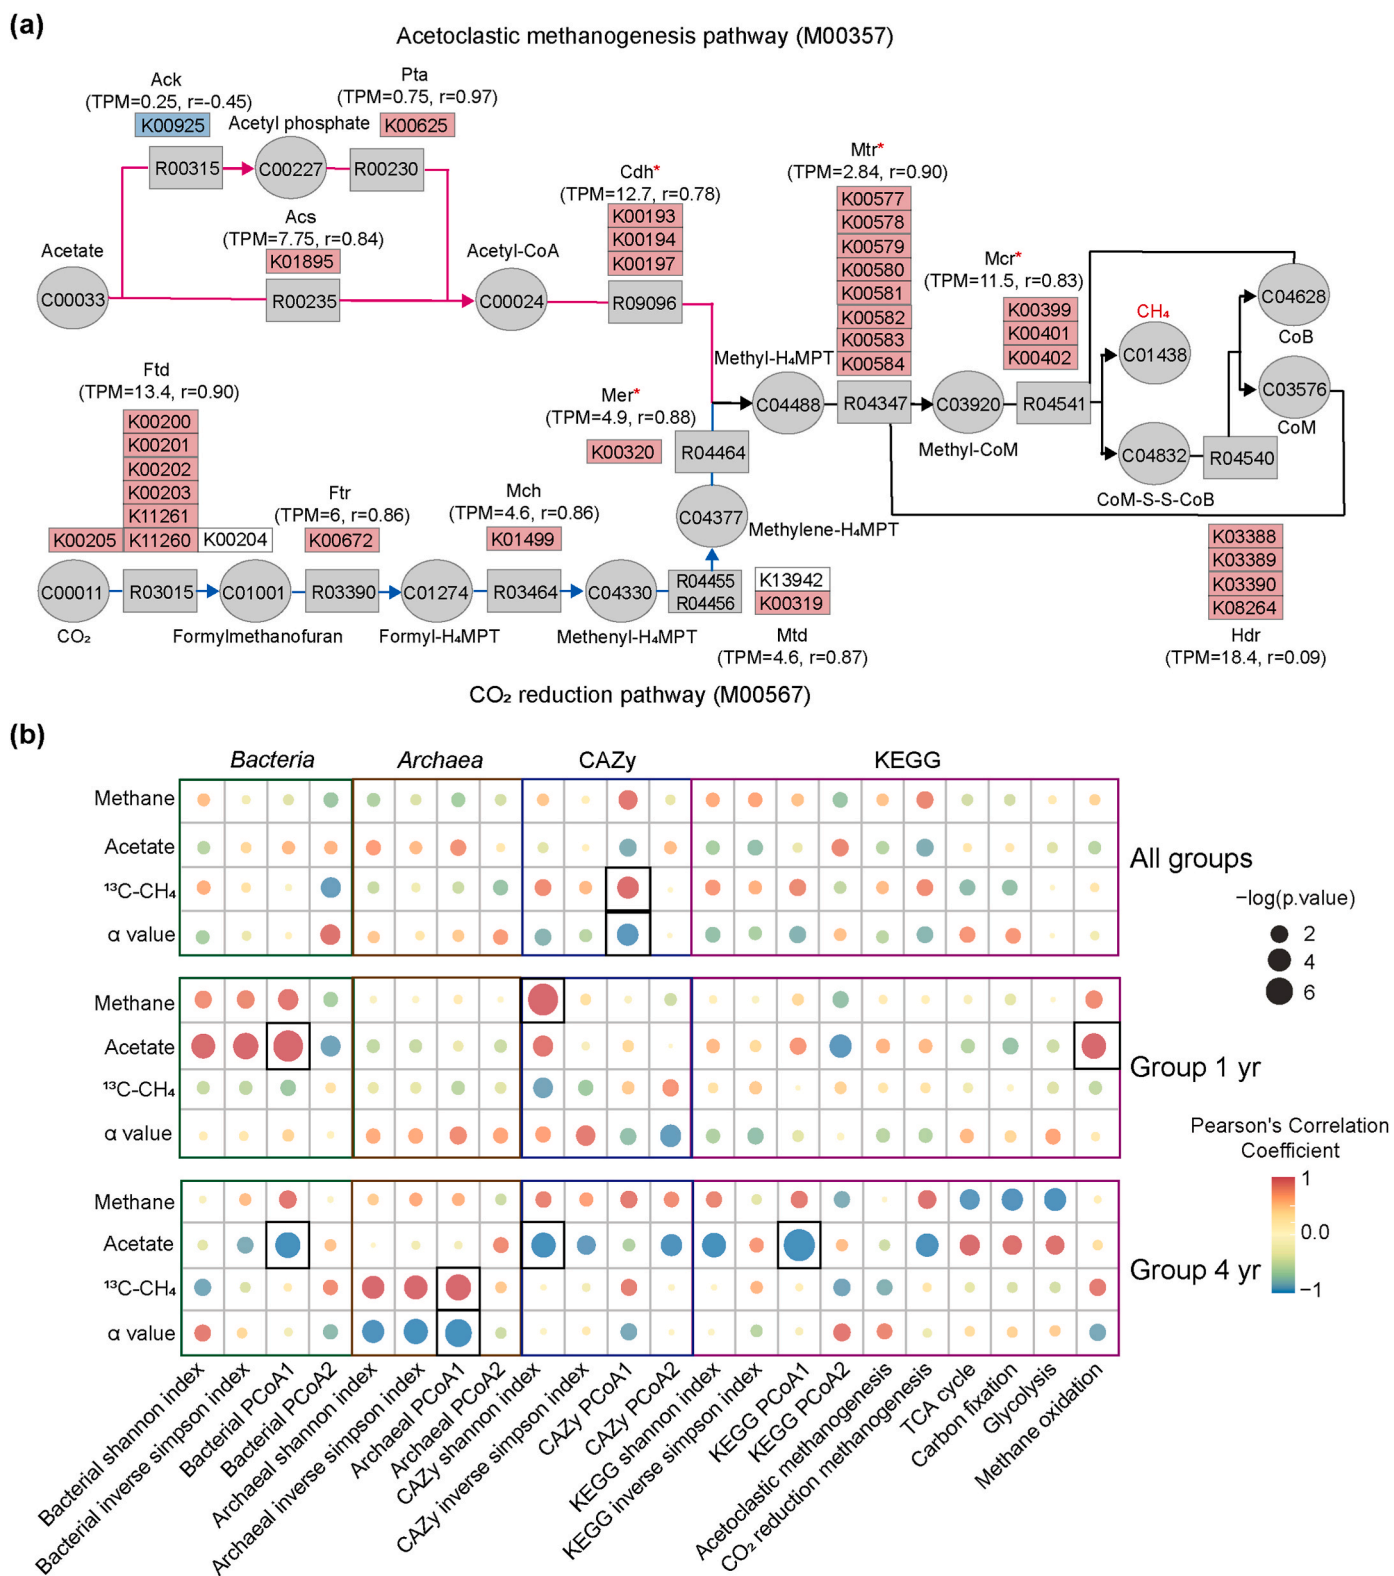 (a)
Acetoclastic methanogenesis pathway (M00357)
Ack
(TPM=0.25, r=-0.45)
K00925
Pta
(TPM=0.75, r=0.97)
K00625
Acetyl phosphate
R00315
C00227
R00230
Acs
(TPM=7.75, r=0.84)
K01895
Acetate
C00033
R00235
Acetyl-CoA
C00024
Cdh*
(TPM=12.7, r=0.78)
K00193
K00194
K00197
R09096
Mtr*
(TPM=2.84, r=0.90)
K00577
K00578
K00579
K00580
K00581
K00582
K00583
K00584
Methyl-H₄MPT
C04488
R04347
C03920
Methyl-CoM
Mcr*
(TPM=11.5, r=0.83)
K00399
K00401
K00402
R04541
CH₄
C01438
C04832
CoM-S-S-CoB
R04540
C04628
CoB
C03576
CoM
Ftd
(TPM=13.4, r=0.90)
K00200
K00201
K00202
K00203
K11261
K00205 K11260 K00204
Ftr
(TPM=6, r=0.86)
K00672
Mch
(TPM=4.6, r=0.86)
K01499
Mer*
(TPM=4.9, r=0.88)
K00320
R04464
C04377
Methylene-H₄MPT
C00011
R03015
C01001
R03390
C01274
R03464
C04330
R04455
R04456
K13942
K00319
Mtd
(TPM=4.6, r=0.87)
CO₂
Formylmethanofuran
Formyl-H₄MPT
Methenyl-H₄MPT
K03388
K03389
K03390
K08264
Hdr
(TPM=18.4, r=0.09)
CO₂ reduction pathway (M00567)
(b)
Bacteria Archaea CAZy KEGG
Methane
Acetate
¹³C-CH₄
α value
All groups
Methane
Acetate
¹³C-CH₄
α value
Group 1 yr
Methane
Acetate
¹³C-CH₄
α value
Group 4 yr
−log(p.value)
2
4
6
Pearson's Correlation
Coefficient
1
0.0
−1
Bacterial shannon index
Bacterial inverse simpson index
Bacterial PCoA1
Bacterial PCoA2
Archaeal shannon index
Archaeal inverse simpson index
Archaeal PCoA1
Archaeal PCoA2
CAZy shannon index
CAZy inverse simpson index
CAZy PCoA1
CAZy PCoA2
KEGG shannon index
KEGG inverse simpson index
KEGG PCoA1
KEGG PCoA2
Acetoclastic methanogenesis
CO₂ reduction methanogenesis
TCA cycle
Carbon fixation
Glycolysis
Methane oxidation